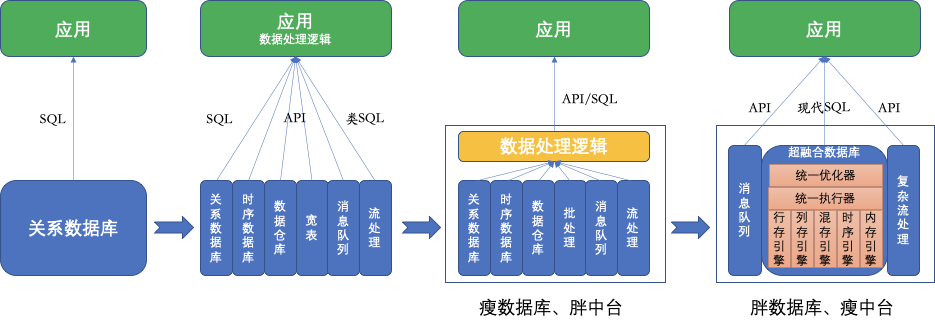 应用
SQL
关系数据库
应用
数据处理逻辑
SQL
API
类SQL
关系数据库
时序数据库
数据仓库
宽表
消息队列
流处理
应用
API/SQL
数据处理逻辑
关系数据库
时序数据库
数据仓库
批处理
消息队列
流处理
瘦数据库、胖中台
应用
API
现代SQL
API
消息队列
超融合数据库
统一优化器
统一执行器
行存引擎
列存引擎
混存引擎
时序引擎
内存引擎
复杂流处理
胖数据库、瘦中台